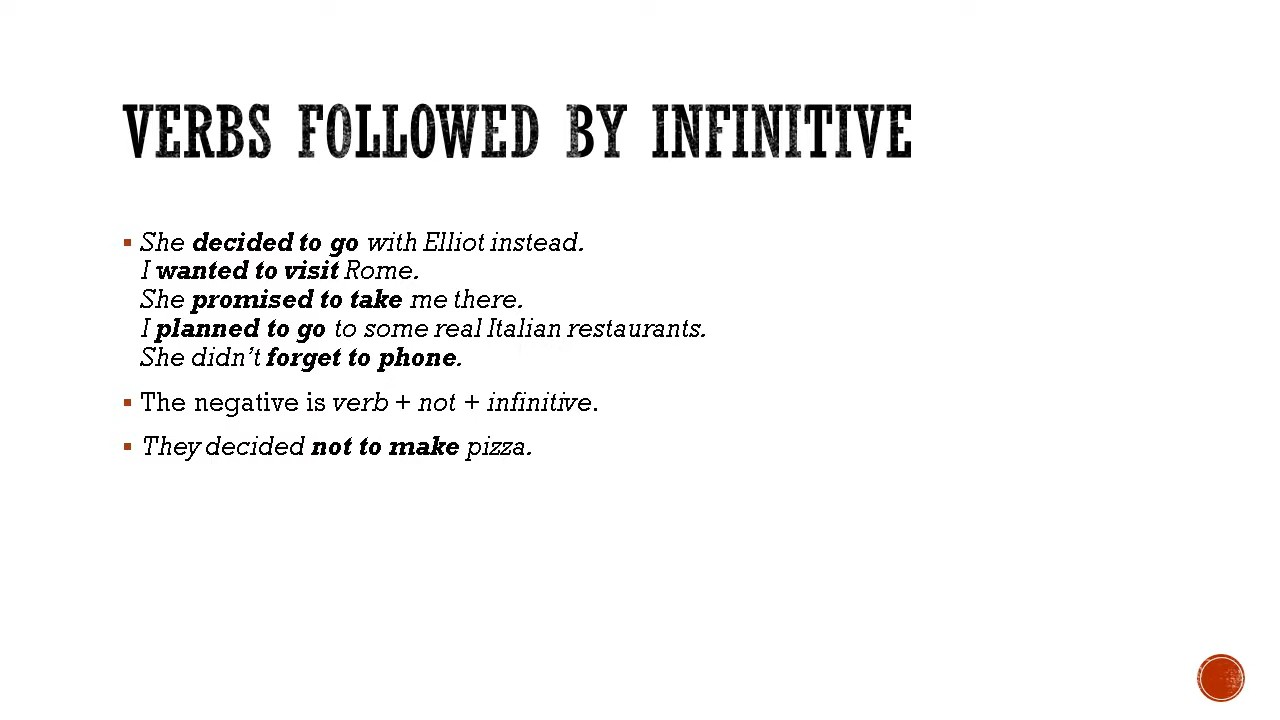 VERBS FOLLOWED BY INFINITIVE
▪ She decided to go with Elliot instead.
I wanted to visit Rome.
She promised to take me there.
I planned to go to some real Italian restaurants.
She didn’t forget to phone.
▪ The negative is verb + not + infinitive.
▪ They decided not to make pizza.